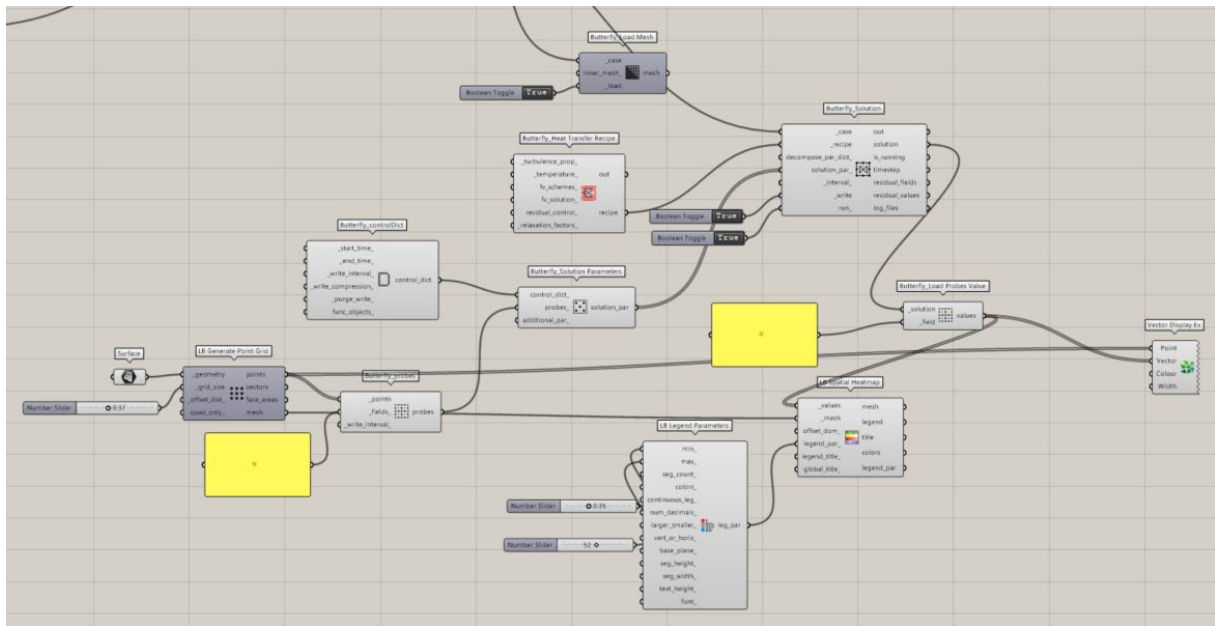 Butterfly_Load Mesh
_case
inner_mesh_ mesh
_load
Boolean Toggle True
Butterfly_Solution
_case out
_recipe solution
decompose_par_dict_ is_running
solution_par_ timestep
_interval_ residual_fields
_write residual_values
run_ log_files
Butterfly_Heat Transfer Recipe
_turbulence_prop_
_temperature_ out
fv_schemes_
fv_solution_
residual_control_ recipe
_relaxation_factors_
Boolean Toggle True
Boolean Toggle True
Butterfly_controlDict
_start_time_
_end_time_
_write_interval_
_write_compression_ control_dict
_purge_write_
func_objects_
Butterfly_Solution Parameters
control_dict_
probes_ solution_par
additional_par_
Butterfly_Load Probes Value
_solution values
_field
U
Vector Display Ex
Point
Vector
Colour
Width
Surface
LB Generate Point Grid
_geometry points
_grid_size vectors
_offset_dist_ face_areas
quad_only_ mesh
Number Slider 0.37
Butterfly_probes
_points
_fields_ probes
_write_interval_
U
LB Spatial Heatmap
_values mesh
_mesh legend
offset_dom_ title
legend_par_ colors
legend_title_ legend_par
global_title_
LB Legend Parameters
min_
max_
seg_count_
colors_
continuous_leg_
num_decimals_
larger_smaller_ leg_par
vert_or_horiz_
base_plane_
seg_height_
seg_width_
text_height_
font_
Number Slider 0.35
Number Slider 52